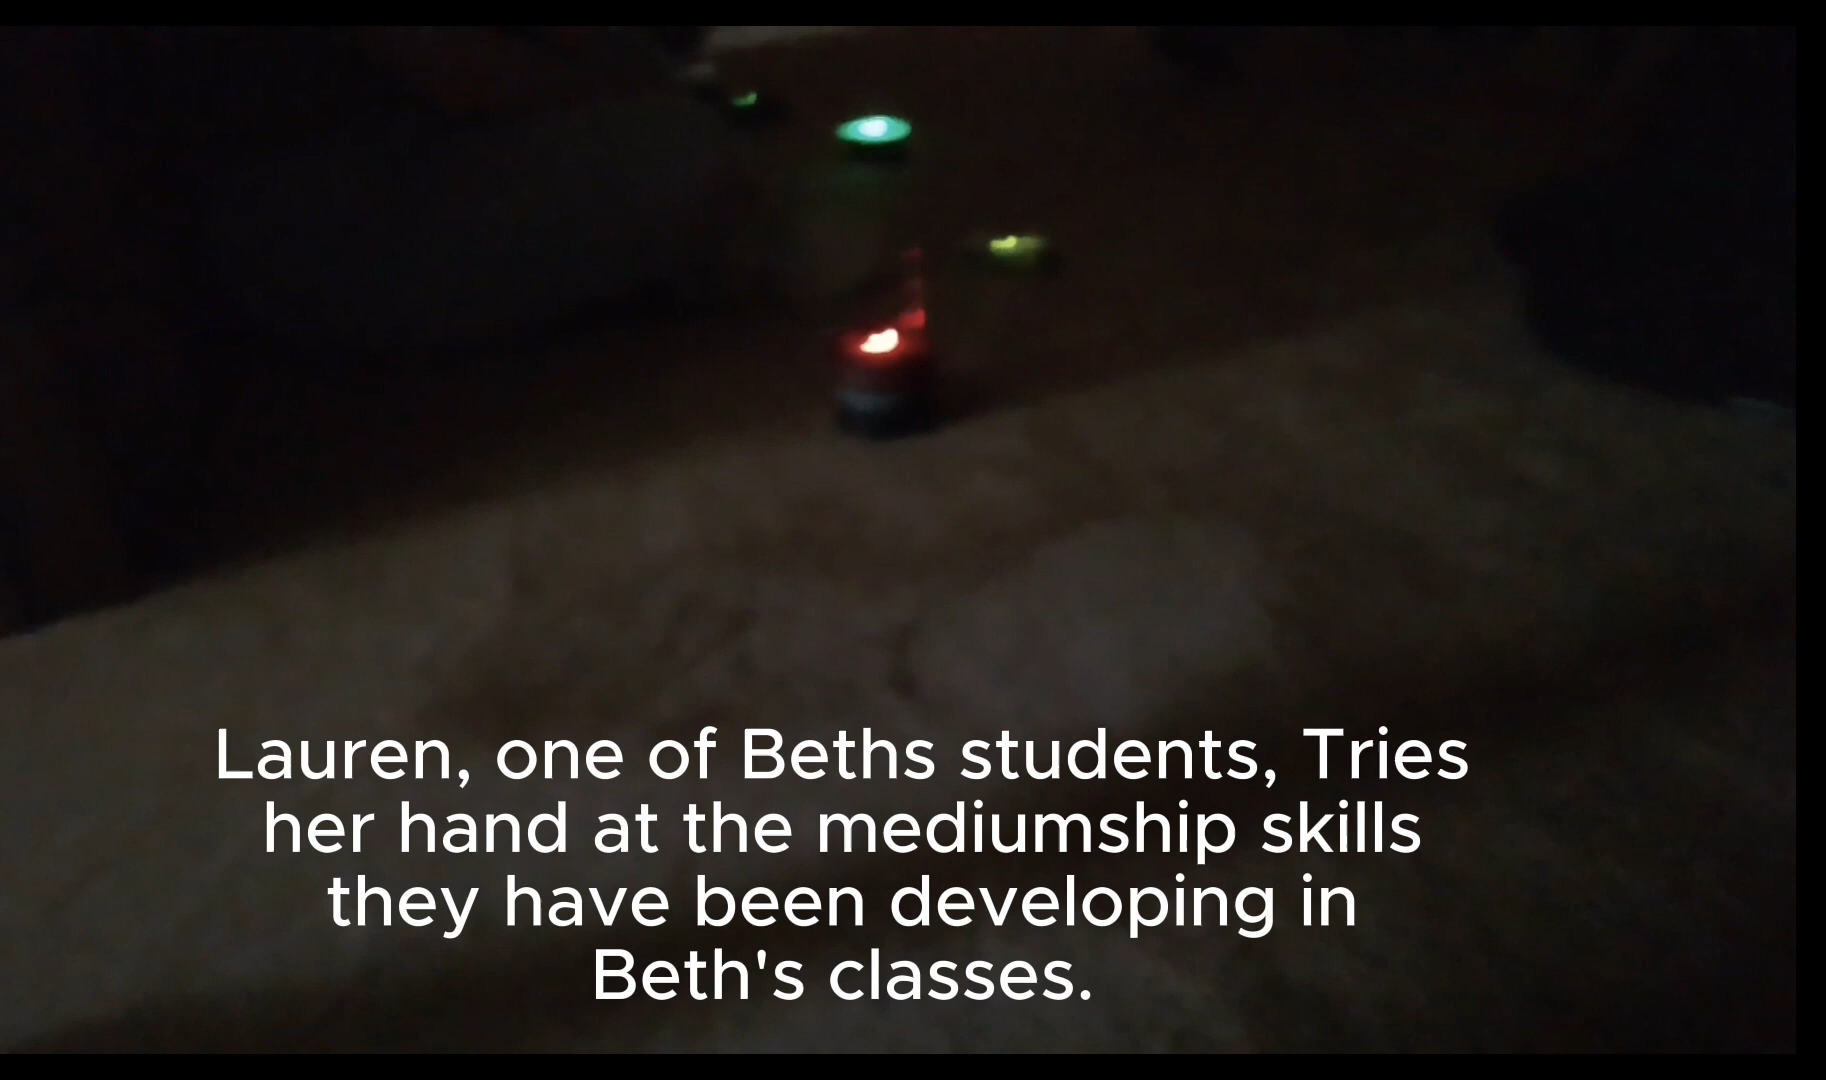 Lauren, one of Beths students, Tries
her hand at the mediumship skills
they have been developing in
Beth's classes.